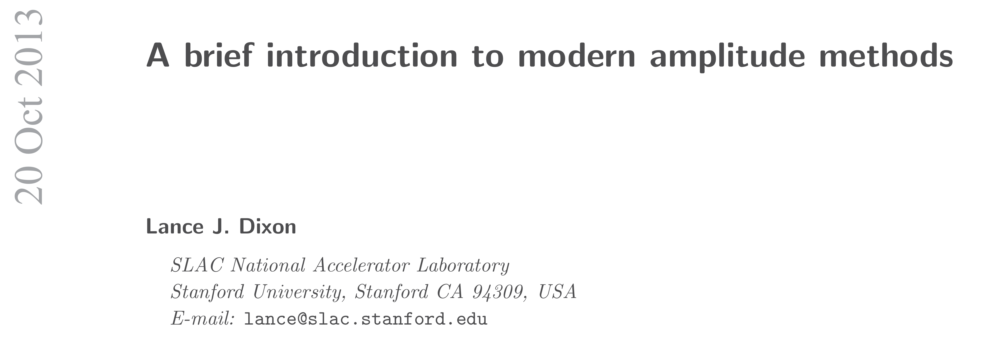 20 Oct 2013
A brief introduction to modern amplitude methods
Lance J. Dixon
SLAC National Accelerator Laboratory
Stanford University, Stanford CA 94309, USA
E-mail: lance@slac.stanford.edu